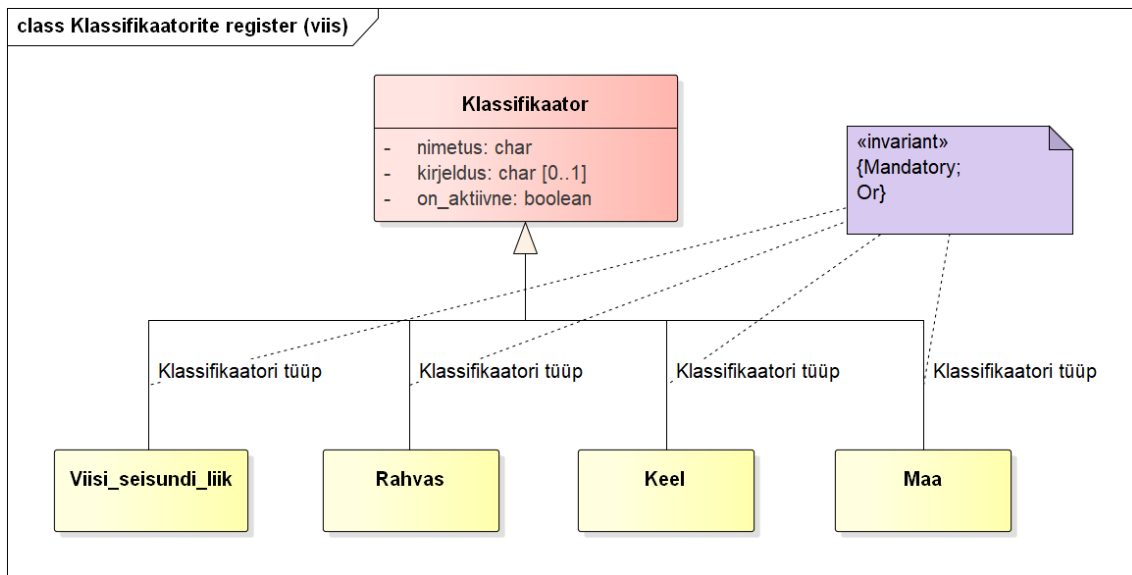 class Klassifikaatorite register (viis)
Klassifikaator
- nimetus: char
- kirjeldus: char [0..1]
- on_aktiivne: boolean
«invariant»
{Mandatory;
Or}
Klassifikaatori tüüp
Klassifikaatori tüüp
Klassifikaatori tüüp
Klassifikaatori tüüp
Viisi_seisundi_liik
Rahvas
Keel
Maa